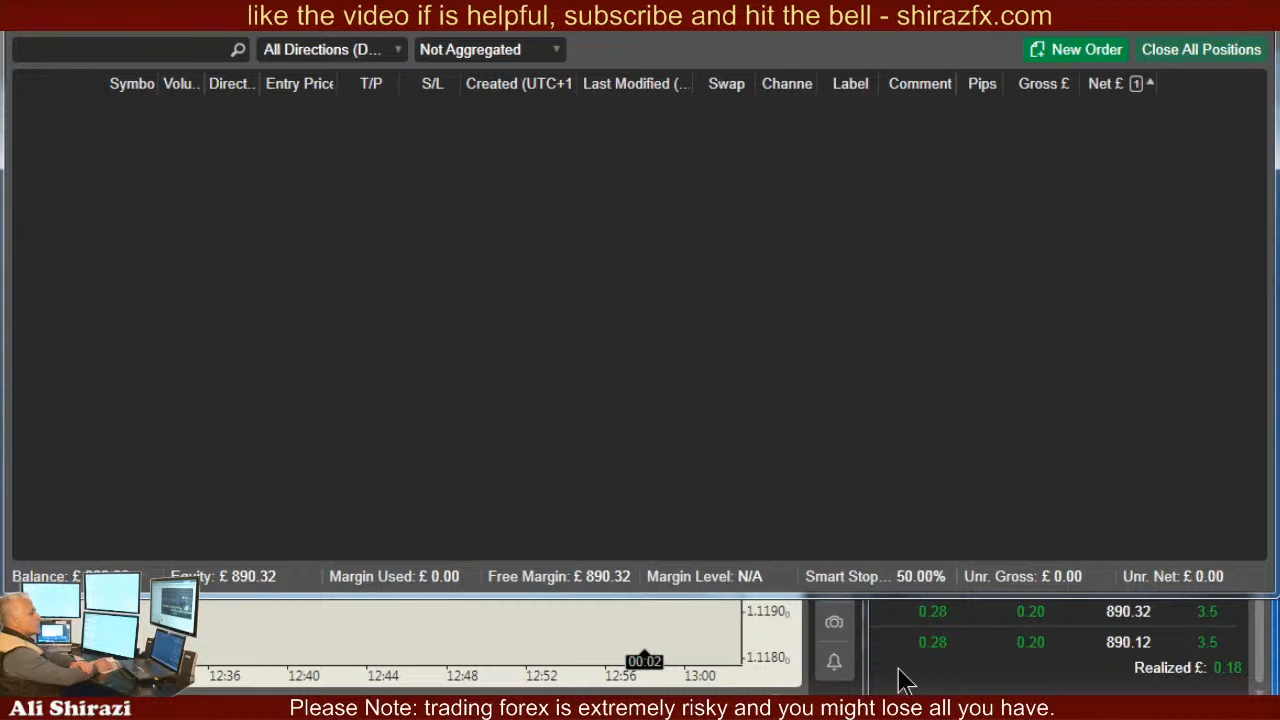 like the video if is helpful, subscribe and hit the bell - shirazfx.com
All Directions (D... Not Aggregated New Order Close All Positions
Symbo Volu.. Direct.. Entry Price T/P S/L Created (UTC+1 Last Modified (... Swap Channe Label Comment Pips Gross £ Net £ 1
Balance: £ Equity: £ 890.32 Margin Used: £ 0.00 Free Margin: £ 890.32 Margin Level: N/A Smart Stop... 50.00% Unr. Gross: £ 0.00 Unr. Net: £ 0.00
1.1190₀ 0.28 0.20 890.32 3.5
0.28 0.20 890.12 3.5
1.1180₀
00:02
Realized £: 0.18
12:36 12:40 12:44 12:48 12:52 12:56 13:00
Ali Shirazi
Please Note: trading forex is extremely risky and you might lose all you have.